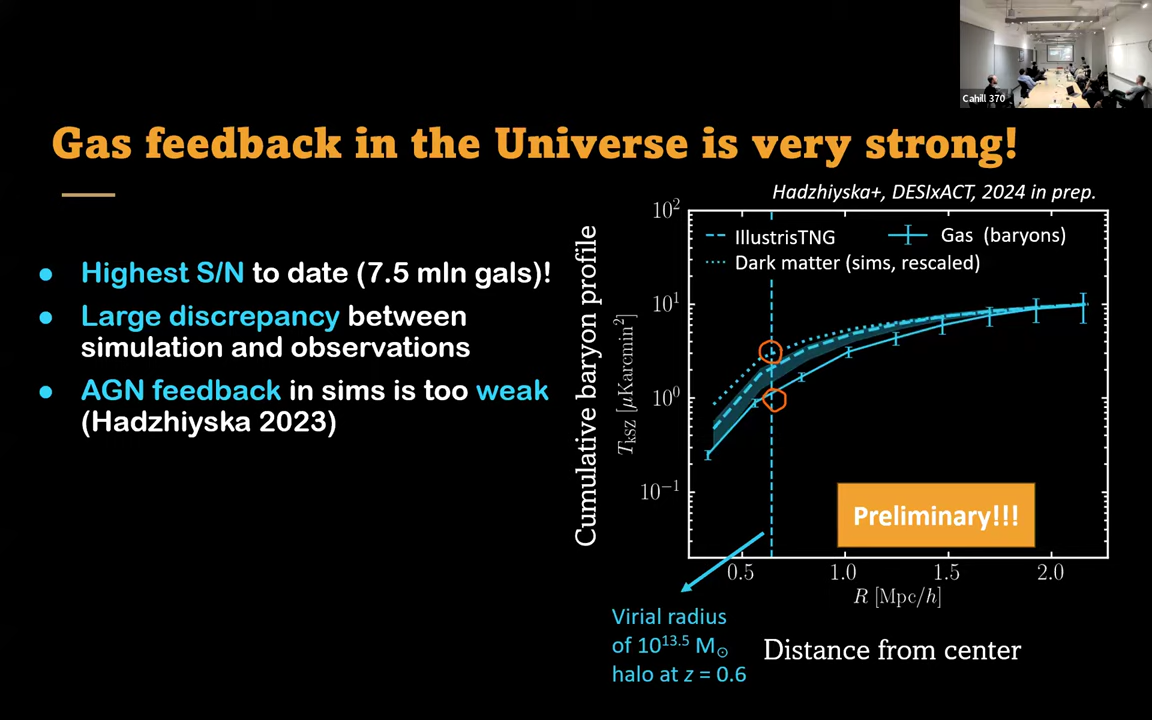 Cahill 370
Gas feedback in the Universe is very strong!
Hadzhiyska+, DESIxACT, 2024 in prep.
● Highest S/N to date (7.5 mln gals)!
● Large discrepancy between
simulation and observations
● AGN feedback in sims is too weak
(Hadzhiyska 2023)
Cumulative baryon profile
T_kSZ [μKarcmin²]
10²
10¹
10⁰
10⁻¹
IllustrisTNG
Gas (baryons)
Dark matter (sims, rescaled)
Preliminary!!!
0.5 1.0 1.5 2.0
R [Mpc/h]
Virial radius
of 10¹³·⁵ M☉
halo at z = 0.6
Distance from center